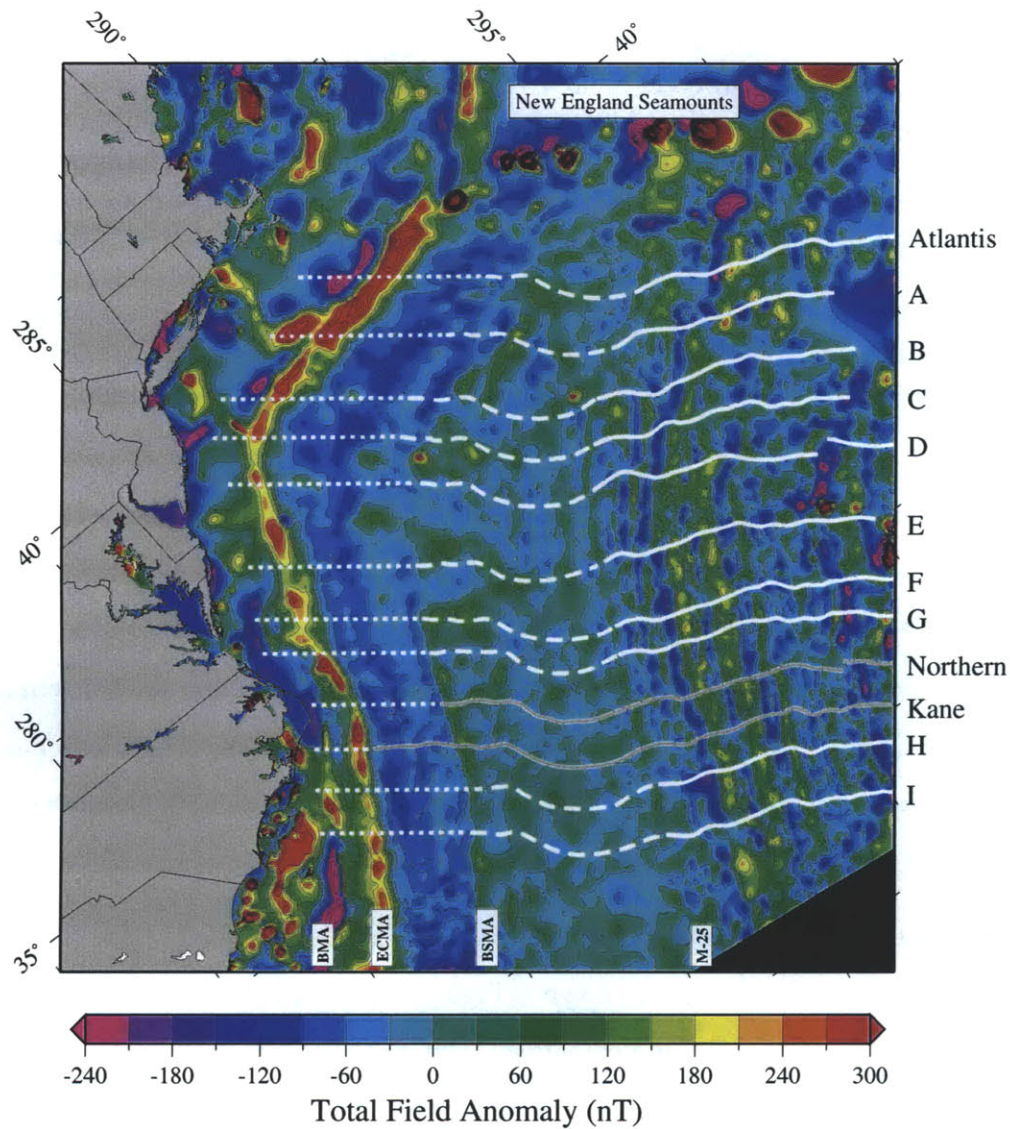 290°
295°
40°
New England Seamounts
Atlantis
A
B
285°
C
D
40°
E
F
G
Northern
Kane
280°
H
I
35°
BMA
ECMA
BSMA
M-25
-240 -180 -120 -60 0 60 120 180 240 300
Total Field Anomaly (nT)